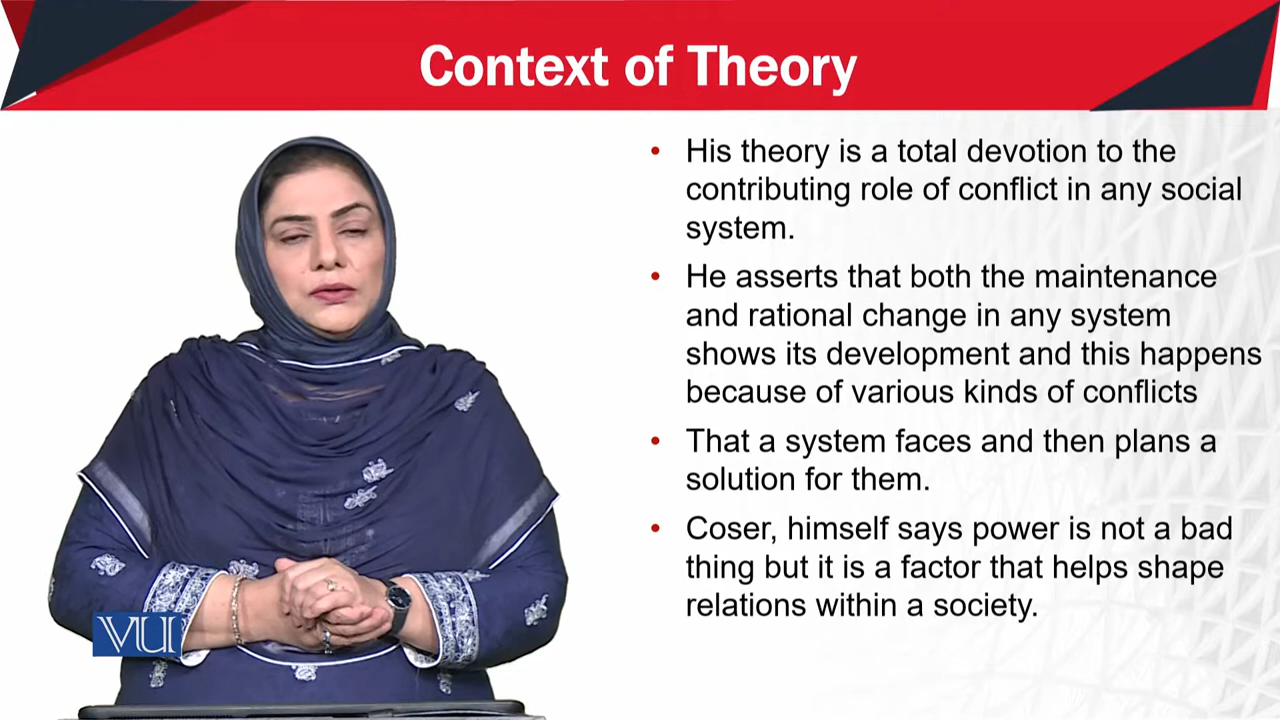 Context of Theory
• His theory is a total devotion to the
contributing role of conflict in any social
system.
• He asserts that both the maintenance
and rational change in any system
shows its development and this happens
because of various kinds of conflicts
• That a system faces and then plans a
solution for them.
• Coser, himself says power is not a bad
thing but it is a factor that helps shape
relations within a society.
VU